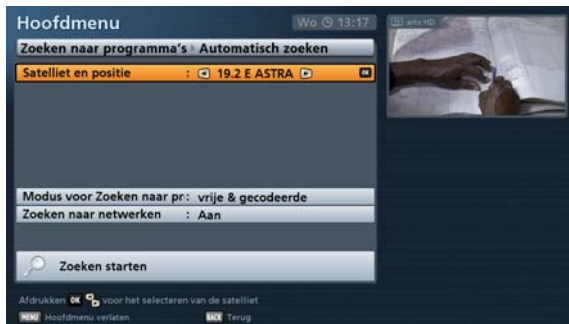 Hoofdmenu
Wo 13:17
arte HD
Zoeken naar programma's Automatisch zoeken
Satelliet en positie : 19.2 E ASTRA OK
Modus voor Zoeken naar pr: vrije & gecodeerde
Zoeken naar netwerken : Aan
Zoeken starten
Afdrukken OK voor het selecteren van de satelliet
MENU Hoofdmenu verlaten BACK Terug